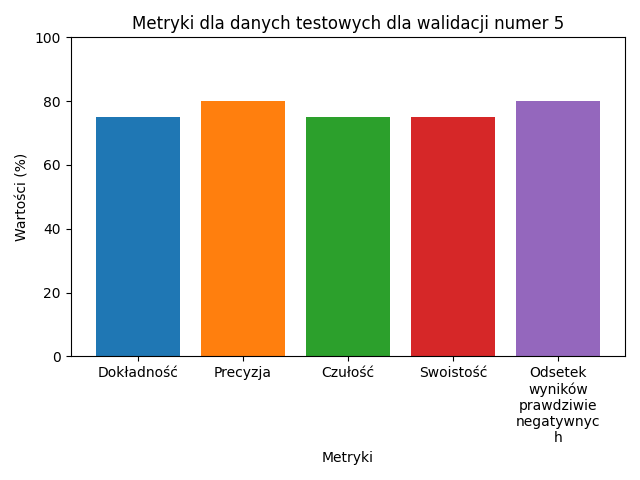 Metryki dla danych testowych dla walidacji numer 5
100
80
60
40
20
0
Wartości (%)
Dokładność
Precyzja
Czułość
Swoistość
Odsetek
wyników
prawdziwie
negatywnyc
h
Metryki